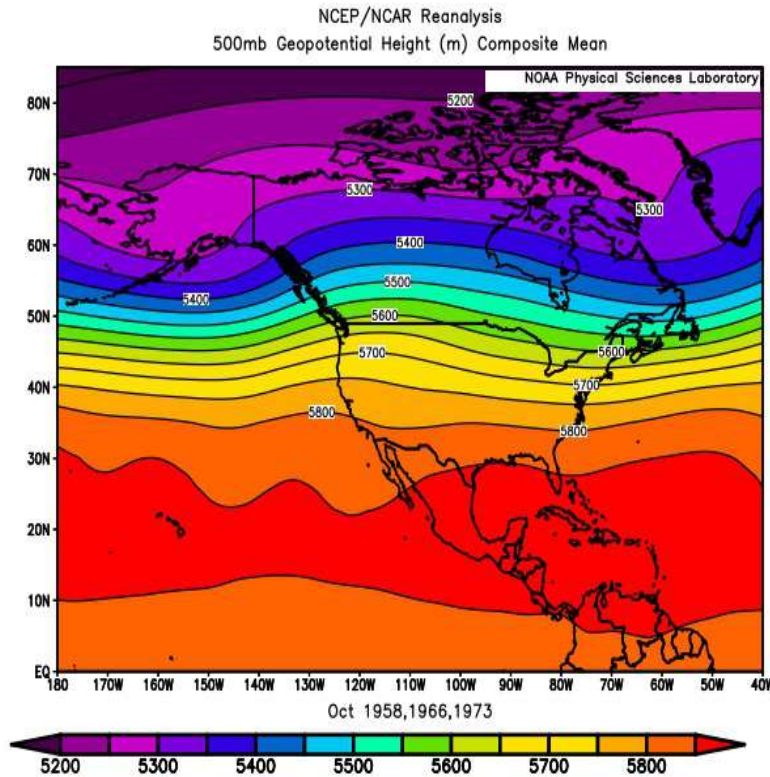 NCEP/NCAR Reanalysis
500mb Geopotential Height (m) Composite Mean
NOAA Physical Sciences Laboratory
80N
5200
70N
5300
5300
60N
5400
5400
5500
50N
5600
5600
5700
40N
5700
5800
5800
30N
20N
10N
EQ
180 170W 160W 150W 140W 130W 120W 110W 100W 90W 80W 70W 60W 50W 40W
Oct 1958,1966,1973
5200 5300 5400 5500 5600 5700 5800